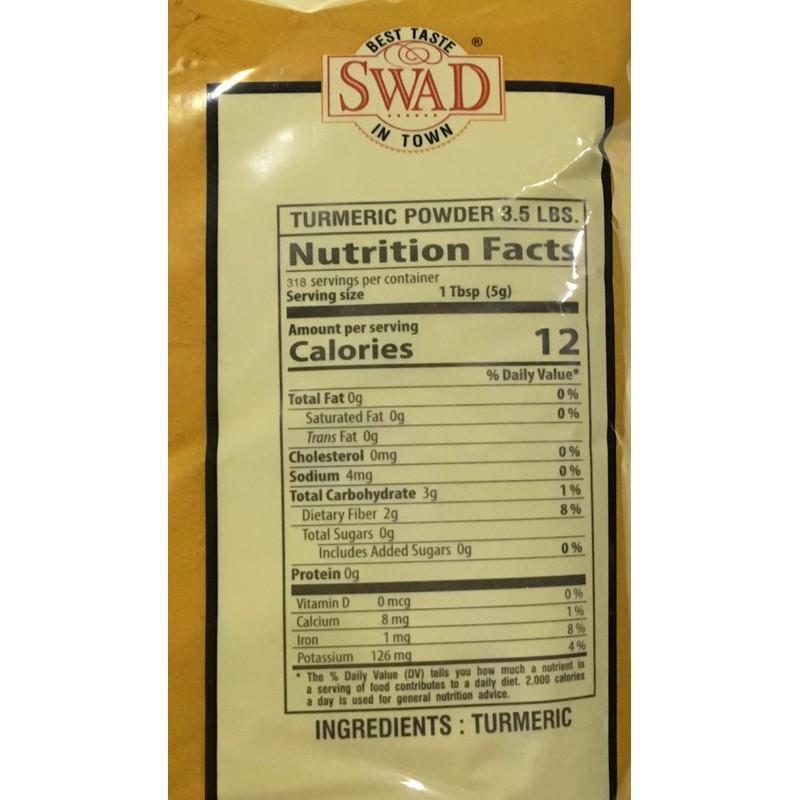 BEST TASTE
®
SWAD
IN TOWN
TURMERIC POWDER 3.5 LBS.
Nutrition Facts
318 servings per container
Serving size 1 Tbsp (5g)
Amount per serving
Calories 12
% Daily Value*
Total Fat 0g 0%
Saturated Fat 0g 0%
Trans Fat 0g
Cholesterol 0mg 0%
Sodium 4mg 0%
Total Carbohydrate 3g 1%
Dietary Fiber 2g 8%
Total Sugars 0g
Includes Added Sugars 0g 0%
Protein 0g
Vitamin D 0 mcg 0%
Calcium 8 mg 1%
Iron 1 mg 8%
Potassium 126 mg 4%
* The % Daily Value (DV) tells you how much a nutrient in
a serving of food contributes to a daily diet. 2,000 calories
a day is used for general nutrition advice.
INGREDIENTS : TURMERIC